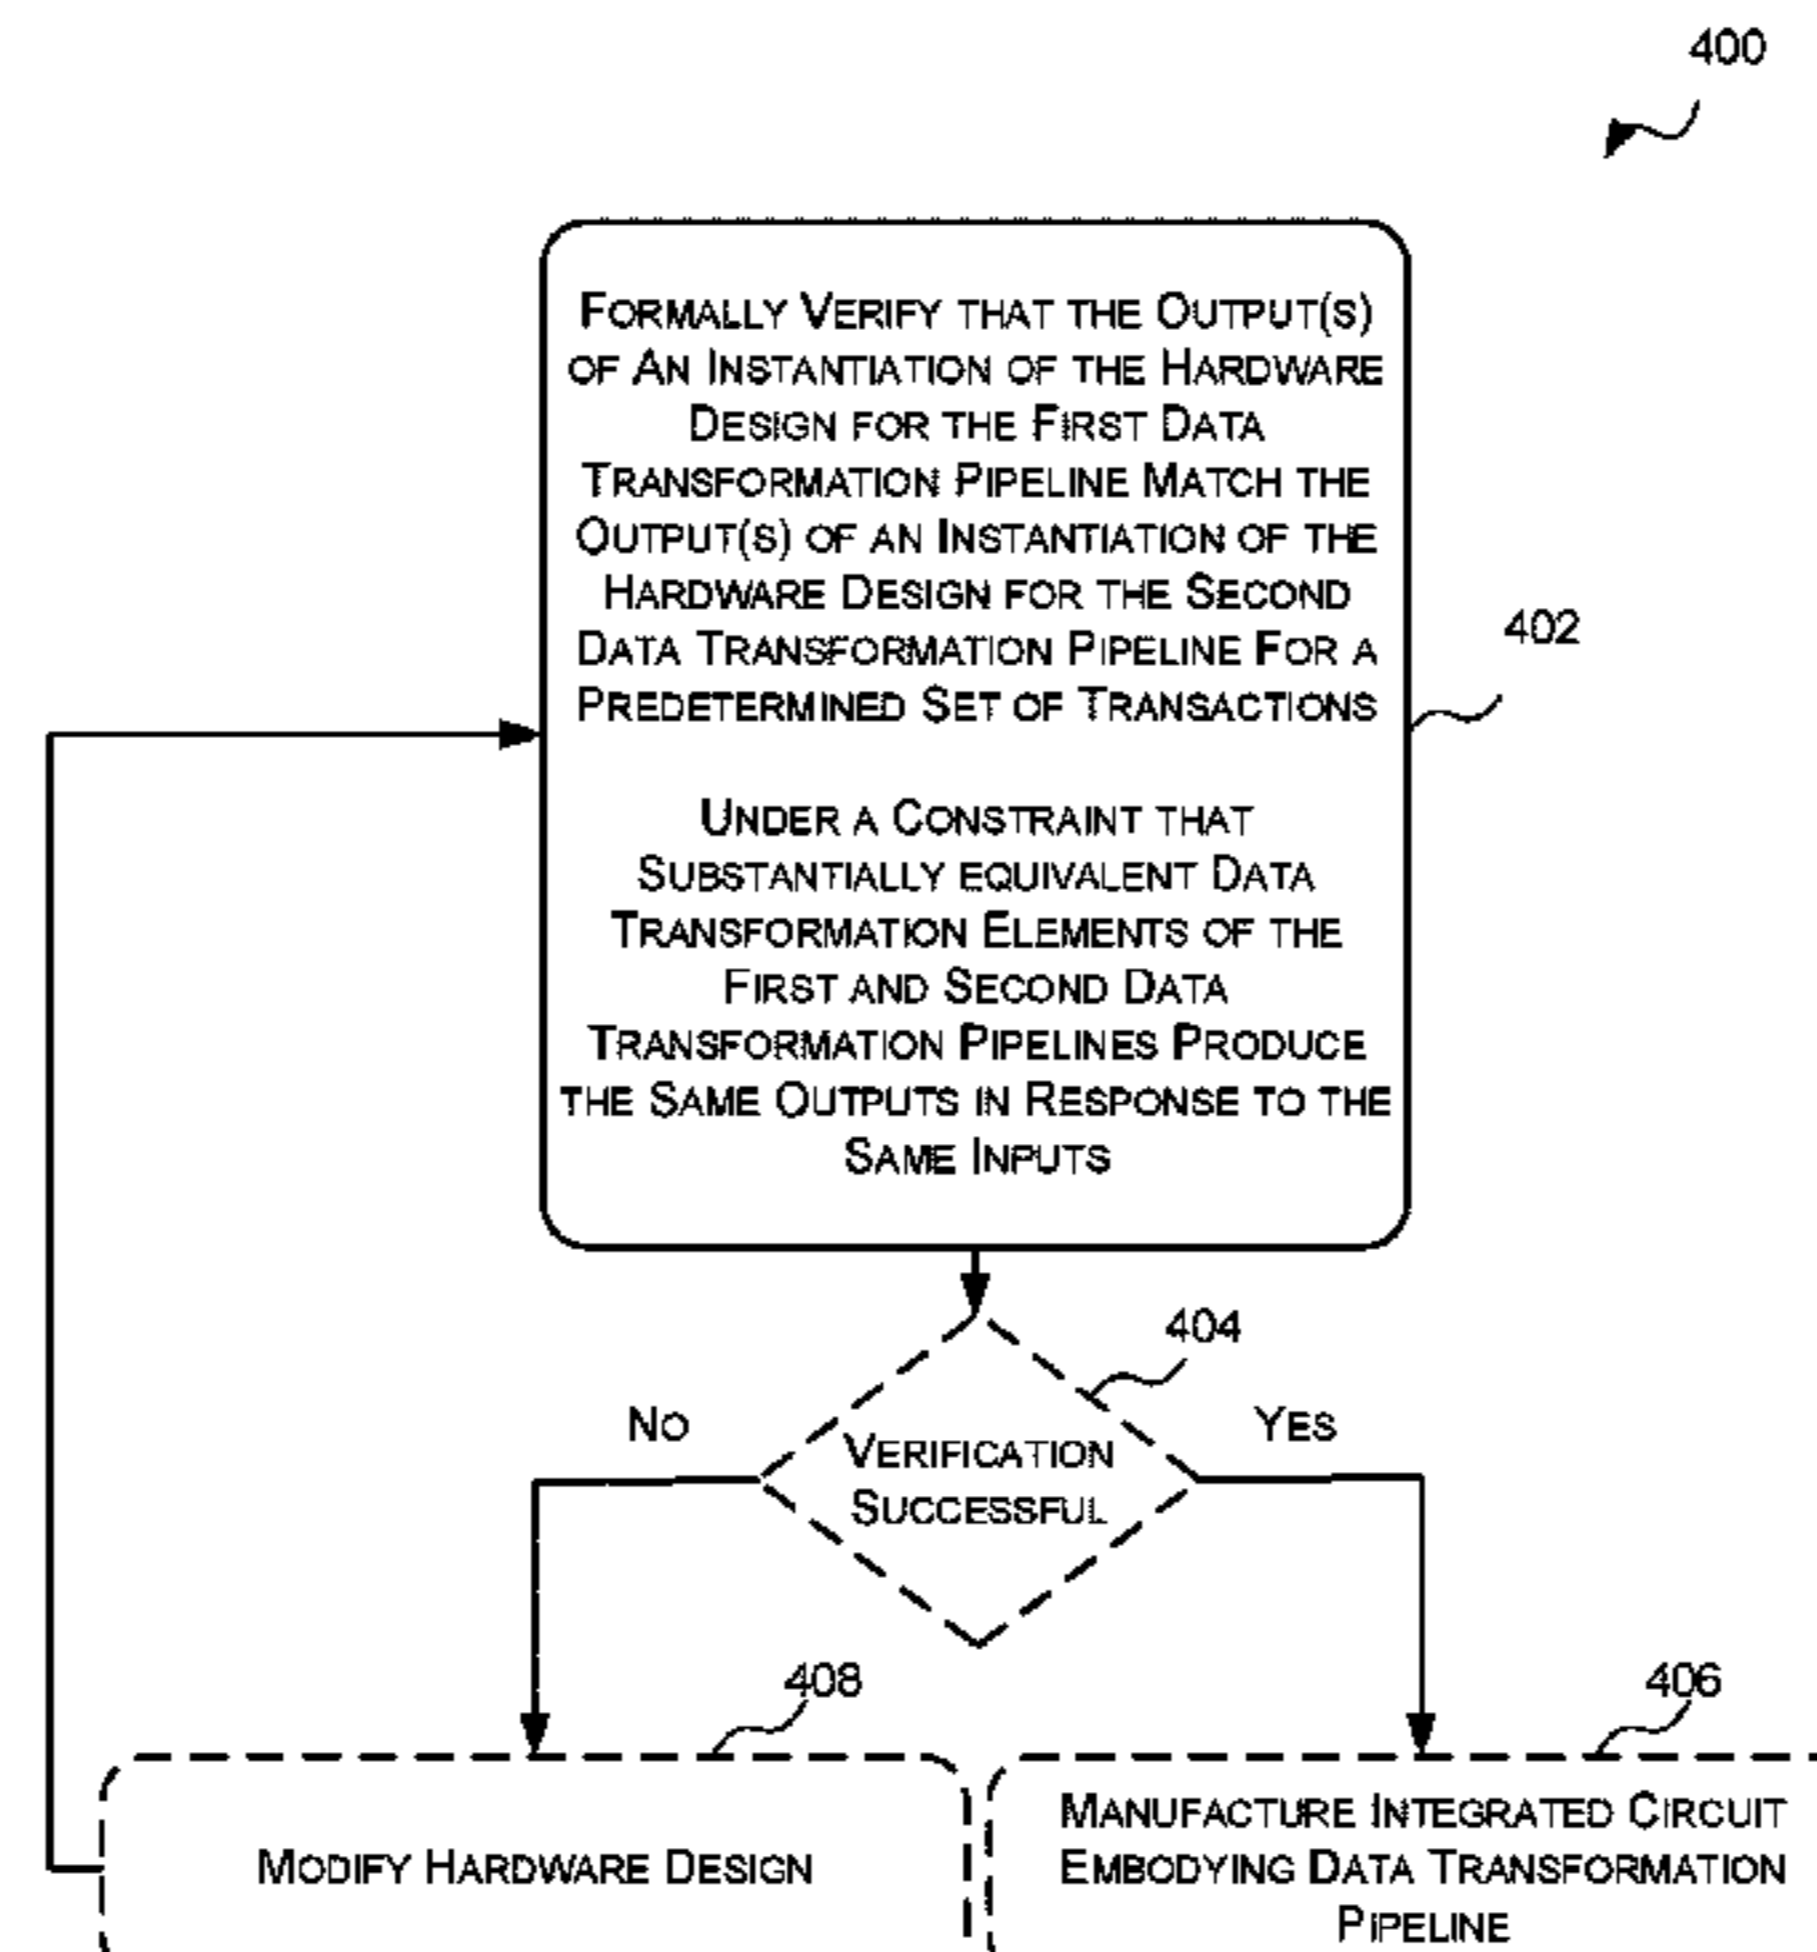 400
FORMALLY VERIFY THAT THE OUTPUT(S)
OF AN INSTANTIATION OF THE HARDWARE
DESIGN FOR THE FIRST DATA
TRANSFORMATION PIPELINE MATCH THE
OUTPUT(S) OF AN INSTANTIATION OF THE
HARDWARE DESIGN FOR THE SECOND
DATA TRANSFORMATION PIPELINE FOR A
PREDETERMINED SET OF TRANSACTIONS
402
UNDER A CONSTRAINT THAT
SUBSTANTIALLY EQUIVALENT DATA
TRANSFORMATION ELEMENTS OF THE
FIRST AND SECOND DATA
TRANSFORMATION PIPELINES PRODUCE
THE SAME OUTPUTS IN RESPONSE TO THE
SAME INPUTS
404
NO
YES
VERIFICATION
SUCCESSFUL
408
406
MODIFY HARDWARE DESIGN
MANUFACTURE INTEGRATED CIRCUIT
EMBODYING DATA TRANSFORMATION
PIPELINE